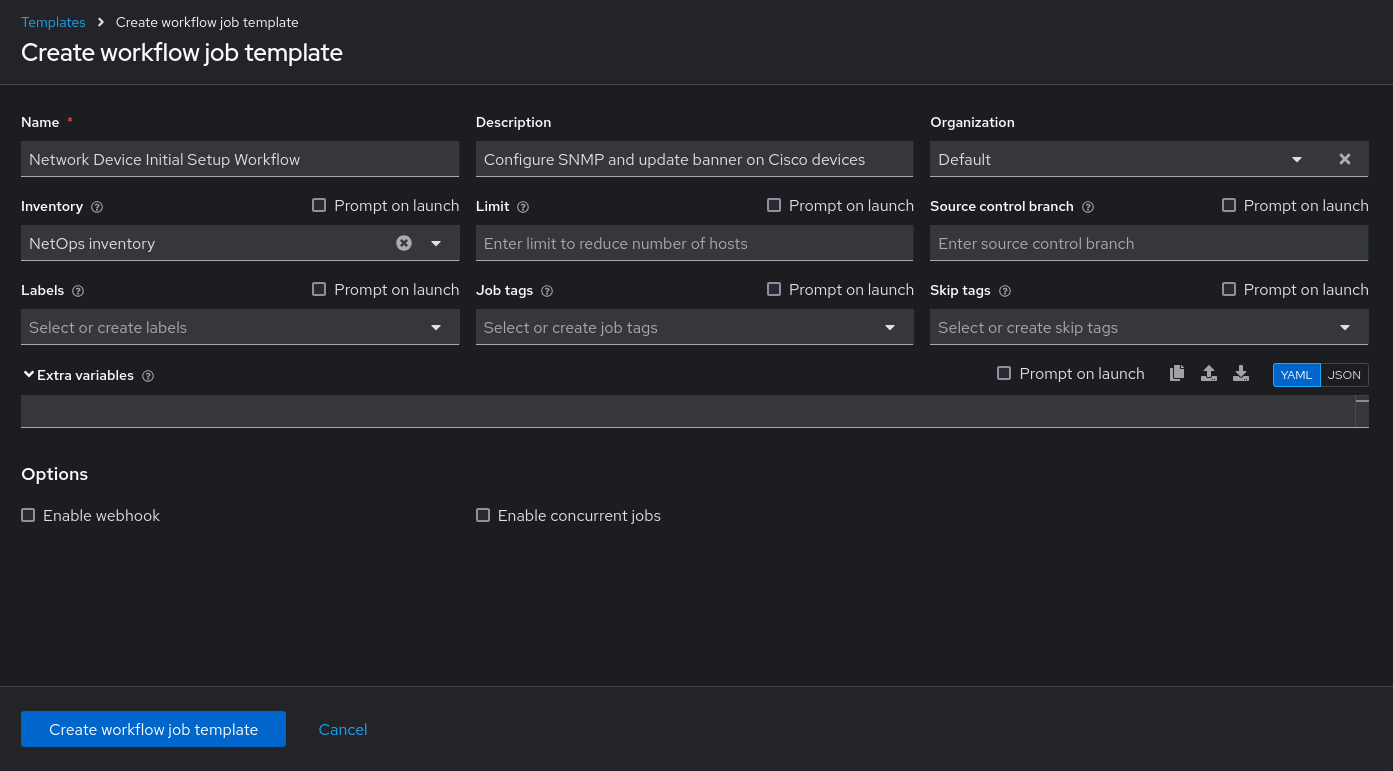 Templates > Create workflow job template
Create workflow job template
Name * Description Organization
Network Device Initial Setup Workflow Configure SNMP and update banner on Cisco devices Default
Inventory Prompt on launch Limit Prompt on launch Source control branch Prompt on launch
NetOps inventory Enter limit to reduce number of hosts Enter source control branch
Labels Prompt on launch Job tags Prompt on launch Skip tags Prompt on launch
Select or create labels Select or create job tags Select or create skip tags
Extra variables Prompt on launch YAML JSON
Options
Enable webhook Enable concurrent jobs
Create workflow job template Cancel